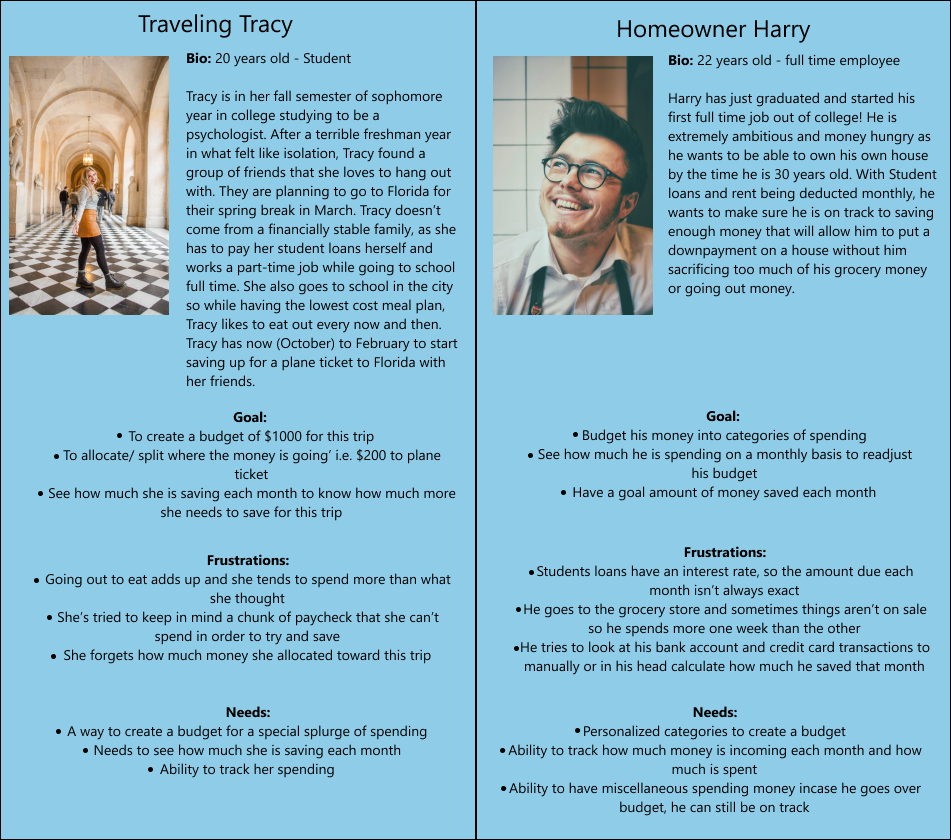 Traveling Tracy
Bio: 20 years old - Student
Tracy is in her fall semester of sophomore
year in college studying to be a
psychologist. After a terrible freshman year
in what felt like isolation, Tracy found a
group of friends that she loves to hang out
with. They are planning to go to Florida for
their spring break in March. Tracy doesn't
come from a financially stable family, as she
has to pay her student loans herself and
works a part-time job while going to school
full time. She also goes to school in the city
so while having the lowest cost meal plan,
Tracy likes to eat out every now and then.
Tracy has now (October) to February to start
saving up for a plane ticket to Florida with
her friends.
Goal:
• To create a budget of $1000 for this trip
• To allocate/ split where the money is going' i.e. $200 to plane
ticket
• See how much she is saving each month to know how much more
she needs to save for this trip
Frustrations:
• Going out to eat adds up and she tends to spend more than what
she thought
• She's tried to keep in mind a chunk of paycheck that she can't
spend in order to try and save
• She forgets how much money she allocated toward this trip
Needs:
• A way to create a budget for a special splurge of spending
• Needs to see how much she is saving each month
• Ability to track her spending
Homeowner Harry
Bio: 22 years old - full time employee
Harry has just graduated and started his
first full time job out of college! He is
extremely ambitious and money hungry as
he wants to be able to own his own house
by the time he is 30 years old. With Student
loans and rent being deducted monthly, he
wants to make sure he is on track to saving
enough money that will allow him to put a
downpayment on a house without him
sacrificing too much of his grocery money
or going out money.
Goal:
• Budget his money into categories of spending
• See how much he is spending on a monthly basis to readjust
his budget
• Have a goal amount of money saved each month
Frustrations:
• Students loans have an interest rate, so the amount due each
month isn't always exact
• He goes to the grocery store and sometimes things aren't on sale
so he spends more one week than the other
• He tries to look at his bank account and credit card transactions to
manually or in his head calculate how much he saved that month
Needs:
• Personalized categories to create a budget
• Ability to track how much money is incoming each month and how
much is spent
• Ability to have miscellaneous spending money incase he goes over
budget, he can still be on track